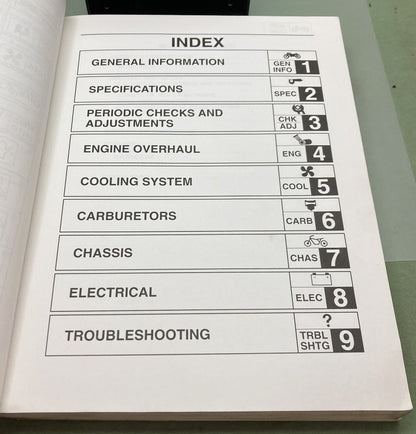 INDEX
GENERAL INFORMATION
GEN
INFO 1
SPECIFICATIONS
SPEC 2
PERIODIC CHECKS AND
ADJUSTMENTS
CHK
ADJ 3
ENGINE OVERHAUL
ENG 4
COOLING SYSTEM
COOL 5
CARBURETORS
CARB 6
CHASSIS
CHAS 7
ELECTRICAL
ELEC 8
TROUBLESHOOTING
?
TRBL
SHTG 9